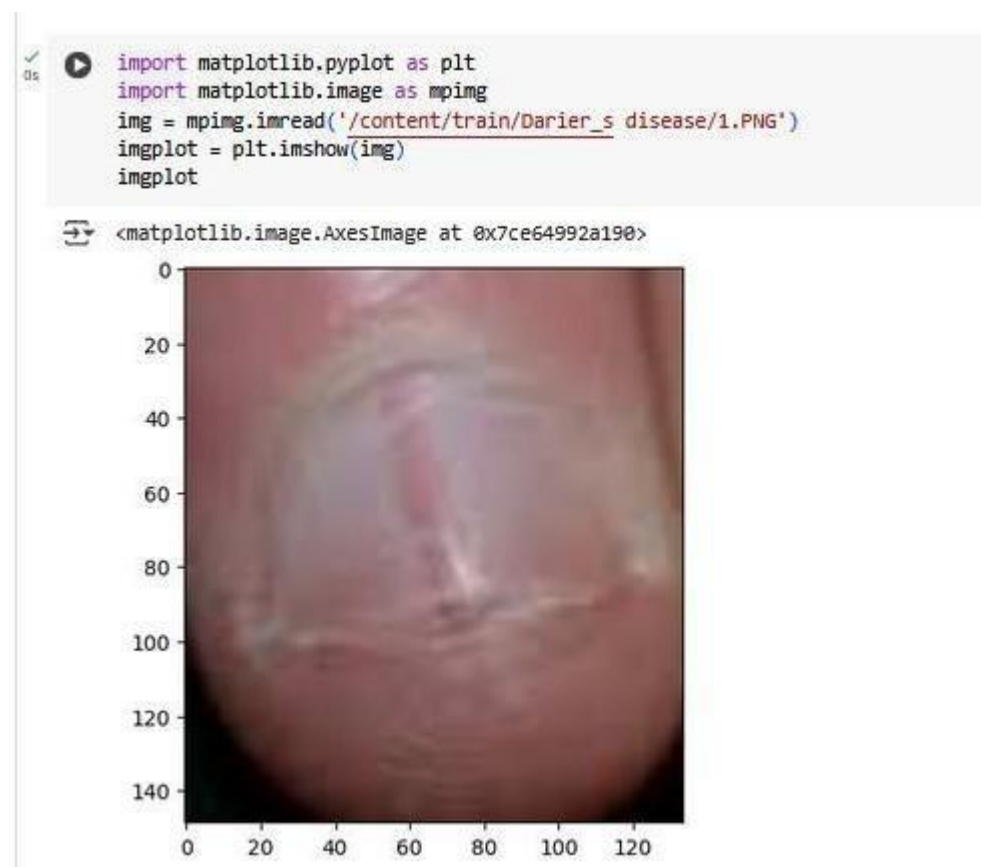 import matplotlib.pyplot as plt
import matplotlib.image as mpimg
img = mpimg.imread('/content/train/Darier_s disease/1.PNG')
imgplot = plt.imshow(img)
imgplot
0s
<matplotlib.image.AxesImage at 0x7ce64992a190>
0
20
40
60
80
100
120
140
0 20 40 60 80 100 120